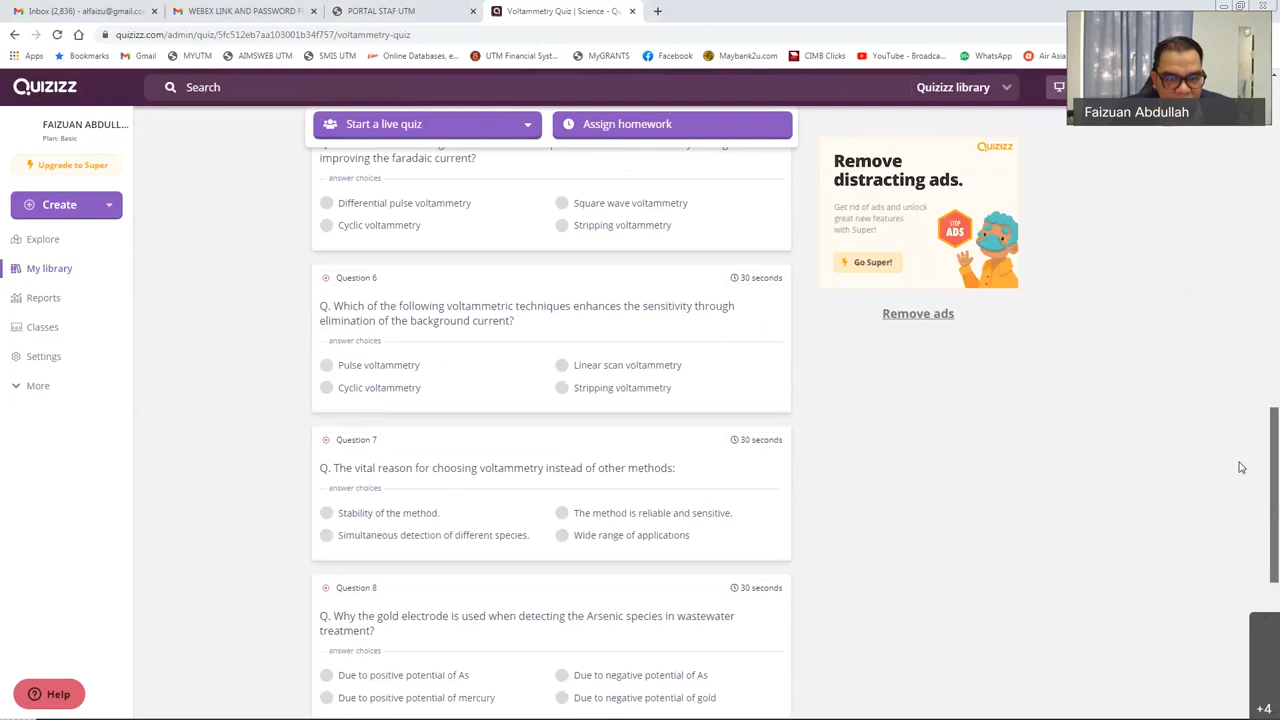 Inbox (2,836) - alfaizu@gmail.co
WEBEX LINK AND PASSWORD F
PORTAL STAF UTM
Voltammetry Quiz | Science - Qu
quizizz.com/admin/quiz/5fc512eb7aa103001b34f757/voltammetry-quiz
Apps
Bookmarks
Gmail
MYUTM
AIMSWEB UTM
SMIS UTM
Online Databases, e...
UTM Financial Syste...
MyGRANTS
Facebook
Maybank2u.com
CIMB Clicks
YouTube - Broadca...
WhatsApp
Air Asia
Quizizz
Search
Quizizz library
Faizuan Abdullah
FAIZUAN ABDULL...
Plan: Basic
Upgrade to Super
Create
Explore
My library
Reports
Classes
Settings
More
Help
Start a live quiz
Assign homework
improving the faradaic current?
answer choices
Differential pulse voltammetry
Square wave voltammetry
Cyclic voltammetry
Stripping voltammetry
Question 6
30 seconds
Q. Which of the following voltammetric techniques enhances the sensitivity through
elimination of the background current?
answer choices
Pulse voltammetry
Linear scan voltammetry
Cyclic voltammetry
Stripping voltammetry
Question 7
30 seconds
Q. The vital reason for choosing voltammetry instead of other methods:
answer choices
Stability of the method.
The method is reliable and sensitive.
Simultaneous detection of different species.
Wide range of applications
Question 8
30 seconds
Q. Why the gold electrode is used when detecting the Arsenic species in wastewater
treatment?
answer choices
Due to positive potential of As
Due to negative potential of As
Due to positive potential of mercury
Due to negative potential of gold
Quizizz
Remove
distracting ads.
Get rid of ads and unlock
great new features
with Super!
STOP
ADS
Go Super!
Remove ads
+4